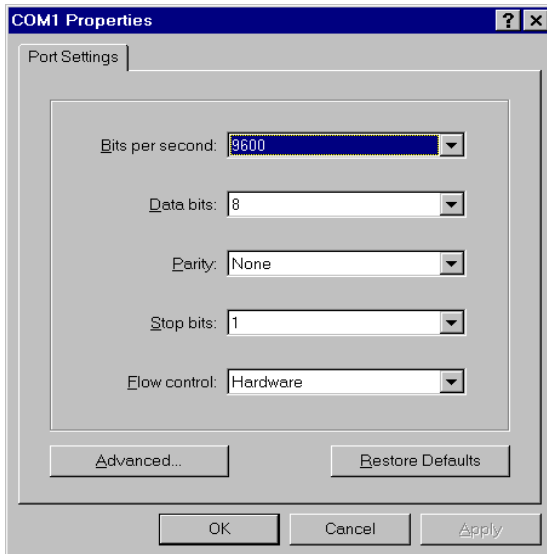 COM1 Properties
Port Settings
Bits per second: 9600
Data bits: 8
Parity: None
Stop bits: 1
Flow control: Hardware
Advanced... Restore Defaults
OK Cancel Apply